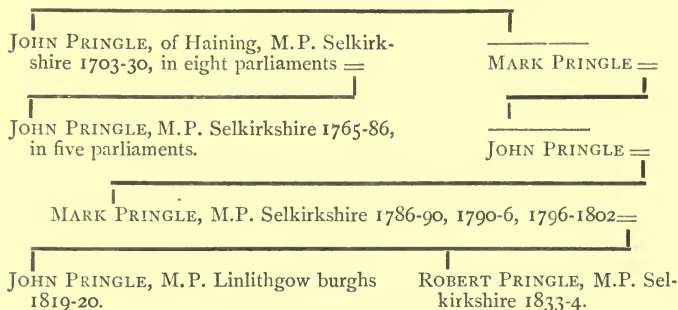 JOHN PRINGLE, of Haining, M.P. Selkirk-
shire 1703-30, in eight parliaments =
MARK PRINGLE =
JOHN PRINGLE, M.P. Selkirkshire 1765-86,
in five parliaments.
JOHN PRINGLE =
MARK PRINGLE, M.P. Selkirkshire 1786-90, 1790-6, 1796-1802=
JOHN PRINGLE, M.P. Linlithgow burghs
1819-20.
ROBERT PRINGLE, M.P. Sel-
kirkshire 1833-4.